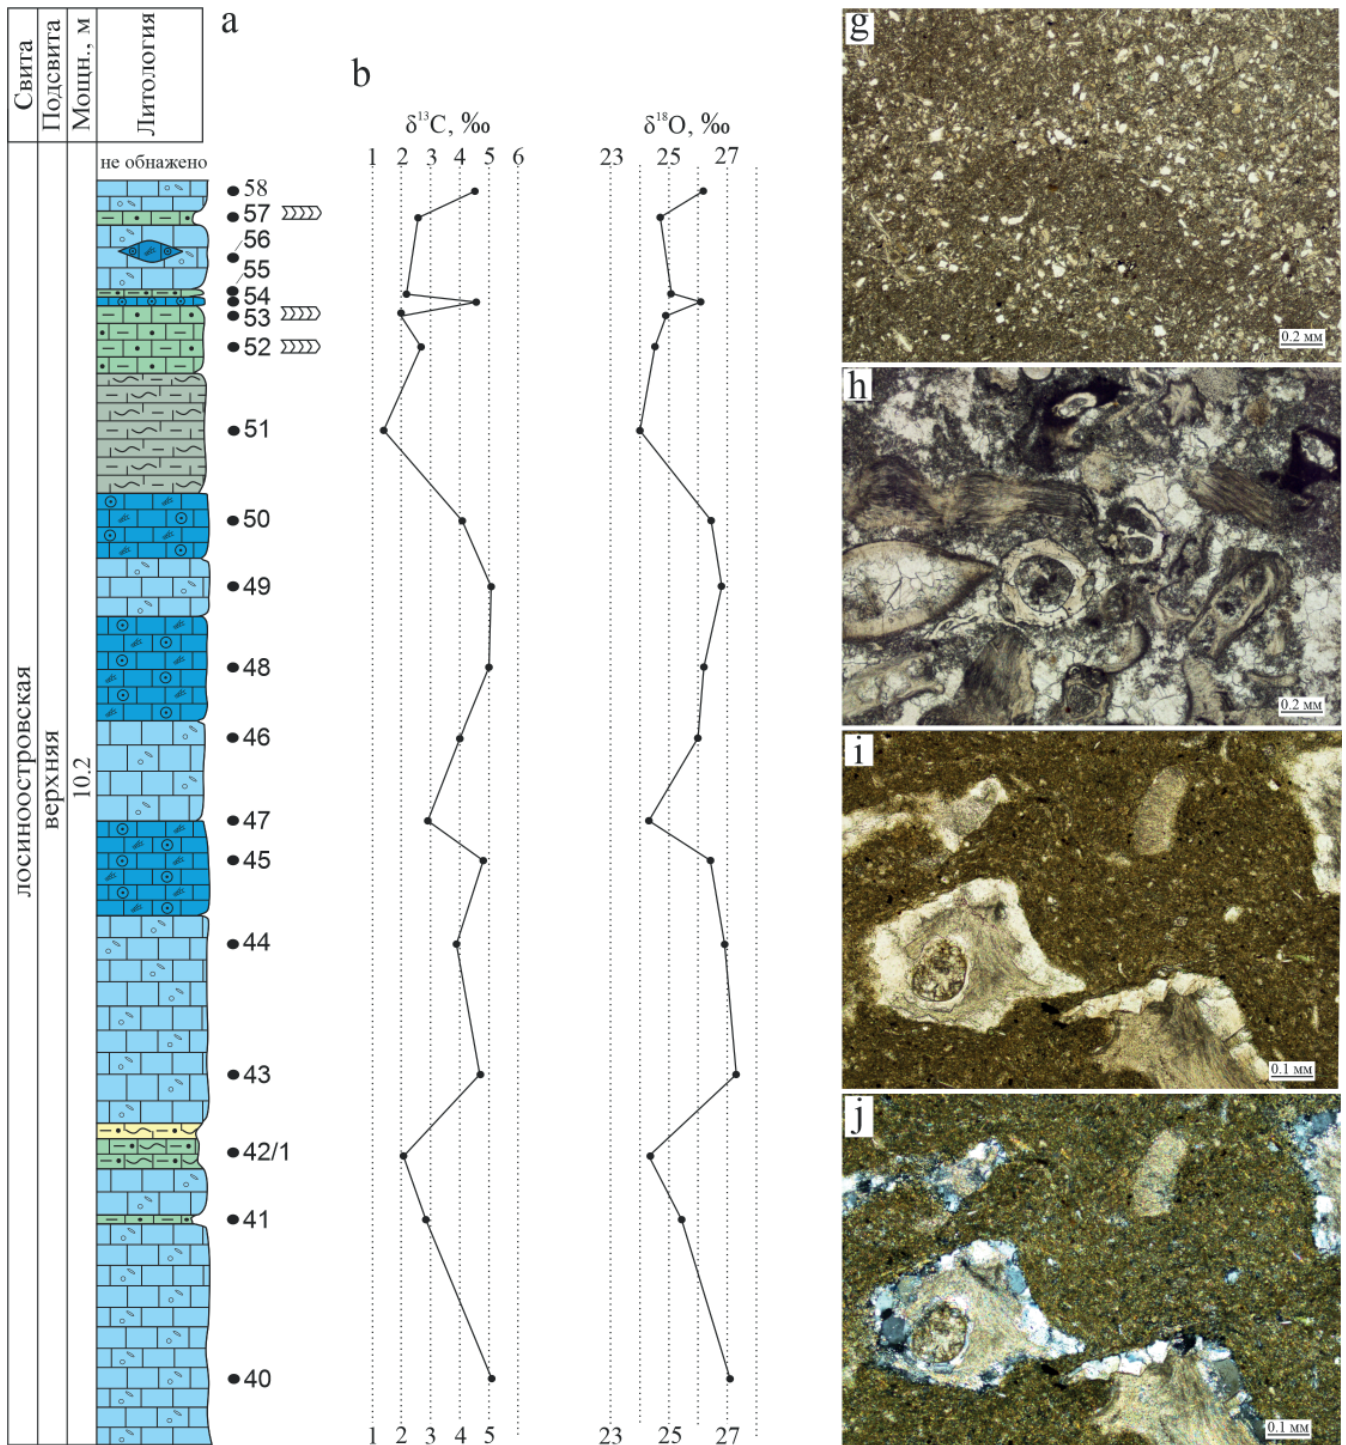 a
Свита
Подсвита
Мощн., м
Литология
b
δ¹³C, ‰
δ¹⁸O, ‰
1 2 3 4 5 6
23 25 27
не обнажено
58
57
56
55
54
53
52
51
50
49
48
46
47
45
44
43
42/1
41
40
лосиноостровская
верхняя
10.2
1 2 3 4 5
23 25 27
g
0.2 мм
h
0.2 мм
i
0.1 мм
j
0.1 мм